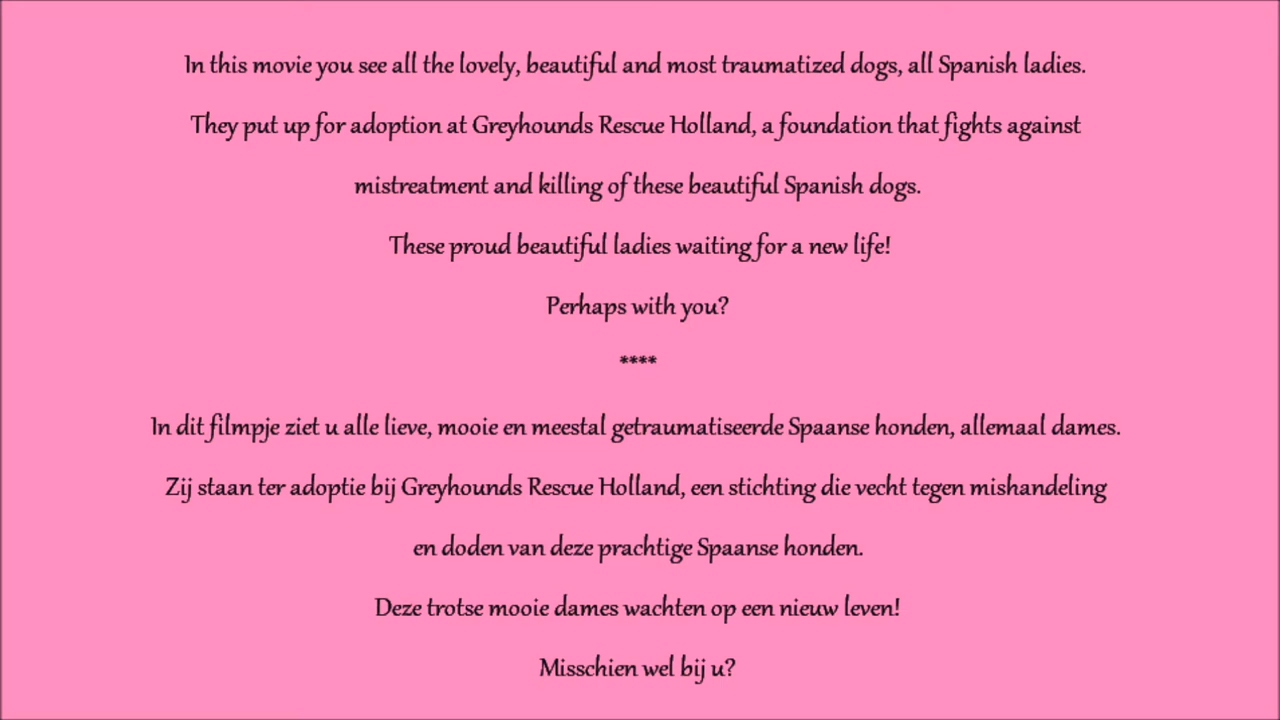 In this movie you see all the lovely, beautiful and most traumatized dogs, all Spanish ladies.
They put up for adoption at Greyhounds Rescue Holland, a foundation that fights against
mistreatment and killing of these beautiful Spanish dogs.
These proud beautiful ladies waiting for a new life!
Perhaps with you?
****
In dit filmpje ziet u alle lieve, mooie en meestal getraumatiseerde Spaanse honden, allemaal dames.
Zij staan ter adoptie bij Greyhounds Rescue Holland, een stichting die vecht tegen mishandeling
en doden van deze prachtige Spaanse honden.
Deze trotse mooie dames wachten op een nieuw leven!
Misschien wel bij u?